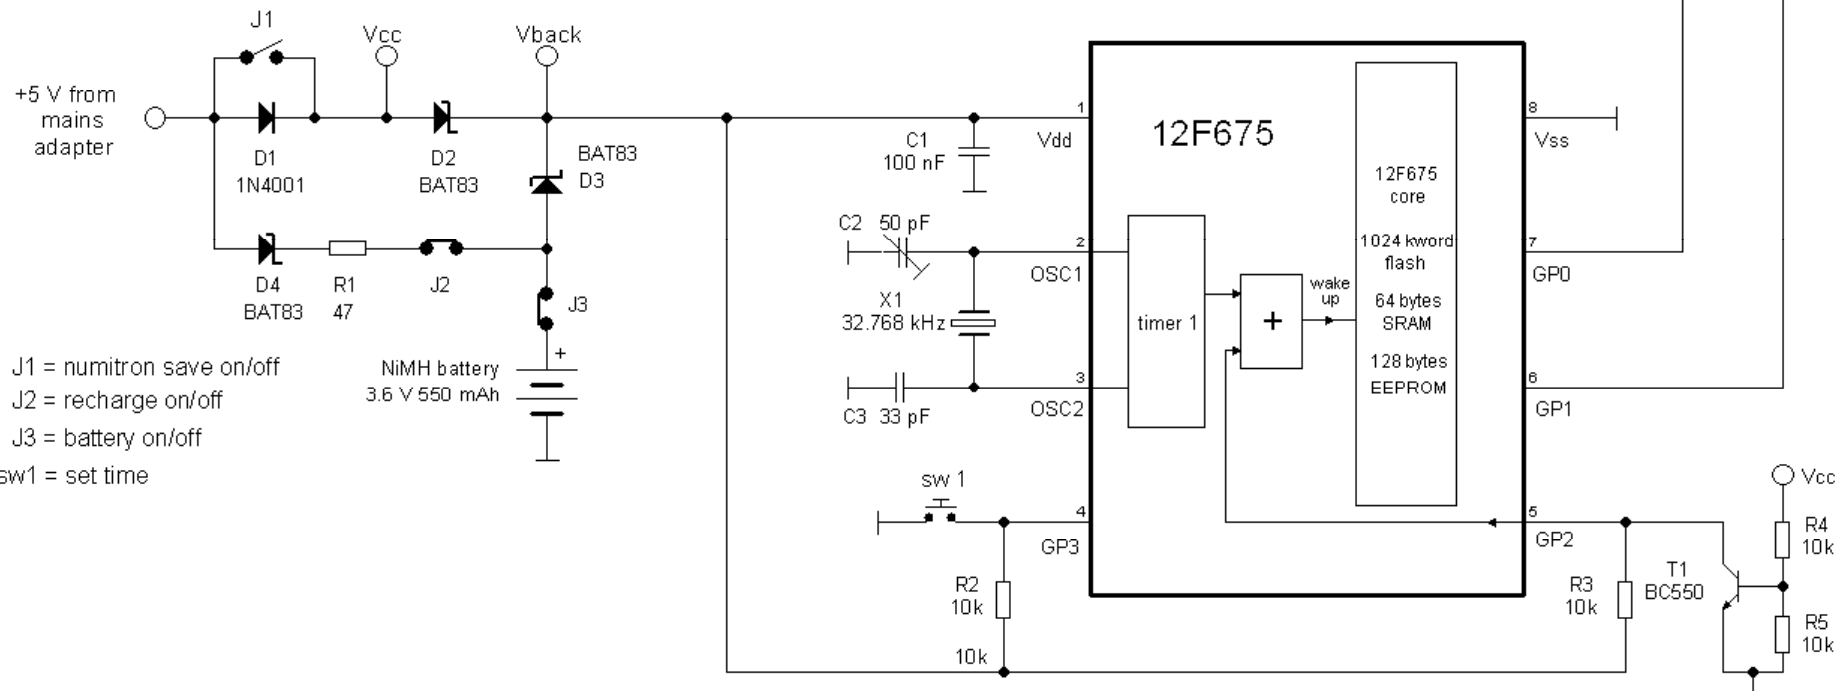 J1
Vcc
Vback
+5 V from
mains
adapter
D1
1N4001
D2
BAT83
BAT83
D3
D4
BAT83
R1
47
J2
J3
J1 = numitron save on/off
J2 = recharge on/off
J3 = battery on/off
sw1 = set time
+
NiMH battery
3.6 V 550 mAh
C1
100 nF
C2 50 pF
X1
32.768 kHz
C3 33 pF
sw 1
R2
10k
10k
1
Vdd
2
OSC1
3
OSC2
4
GP3
12F675
timer 1
+
wake
up
12F675
core
1024 kword
flash
64 bytes
SRAM
128 bytes
EEPROM
8
Vss
7
GP0
6
GP1
5
GP2
R3
10k
T1
BC550
Vcc
R4
10k
R5
10k